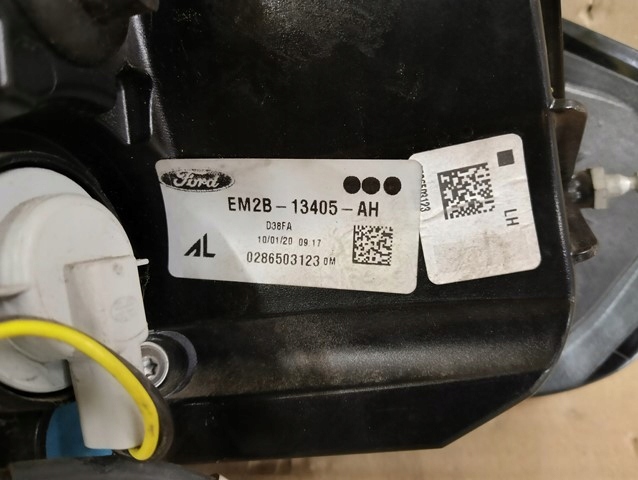 Ford
EM2B-13405-AH
D38FA
10/01/20 09.17
AL
0286503123 0M
LH